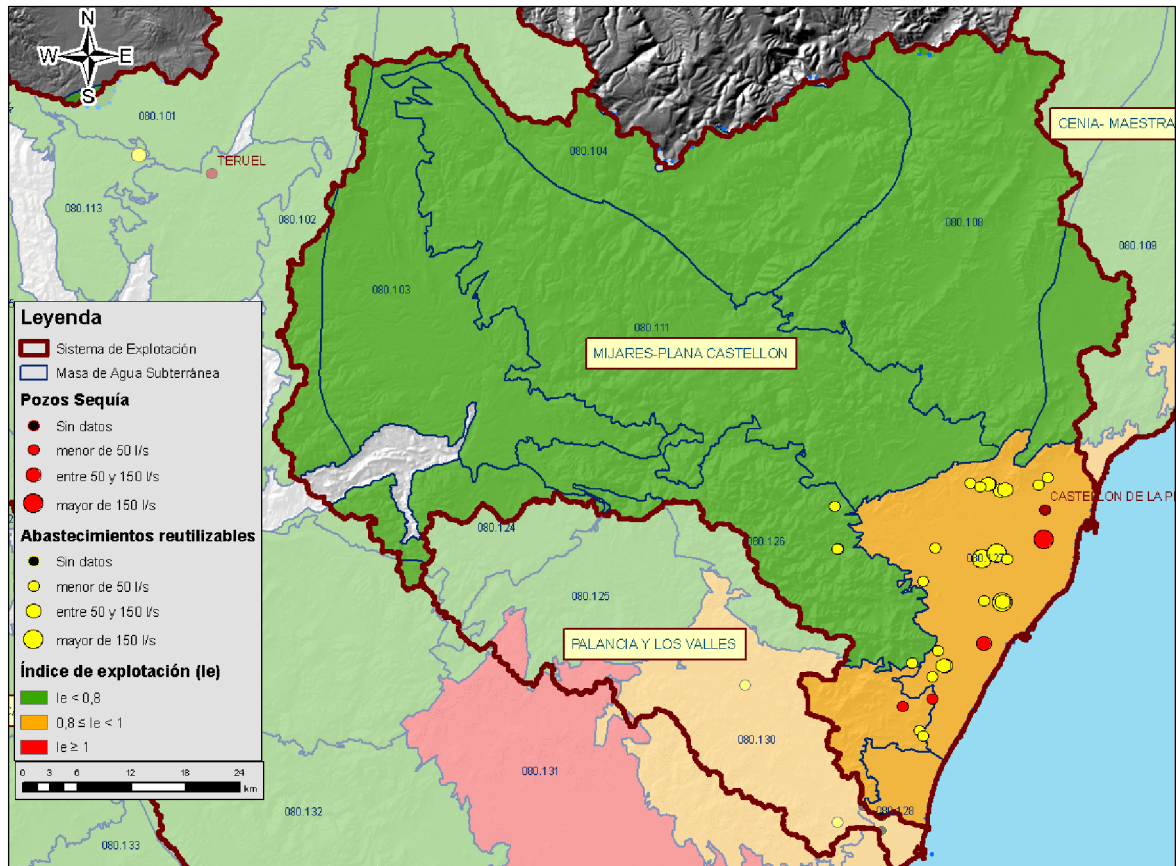 N
W E
S
080.101
TERUEL
080.113
080.102
080.104
CENIA- MAESTRA
080.108
080.109
080.103
080.111
MIJARES-PLANA CASTELLON
CASTELLON DE LA P
080.124
080.126
080.127
080.125
PALANCIA Y LOS VALLES
080.130
080.131
080.128
080.132
080.133
Leyenda
Sistema de Explotación
Masa de Agua Subterránea
Pozos Sequía
Sin datos
menor de 50 l/s
entre 50 y 150 l/s
mayor de 150 l/s
Abastecimientos reutilizables
Sin datos
menor de 50 l/s
entre 50 y 150 l/s
mayor de 150 l/s
Índice de explotación (Ie)
Ie < 0,8
0,8 ≤ Ie < 1
Ie ≥ 1
0 3 6 12 18 24
km